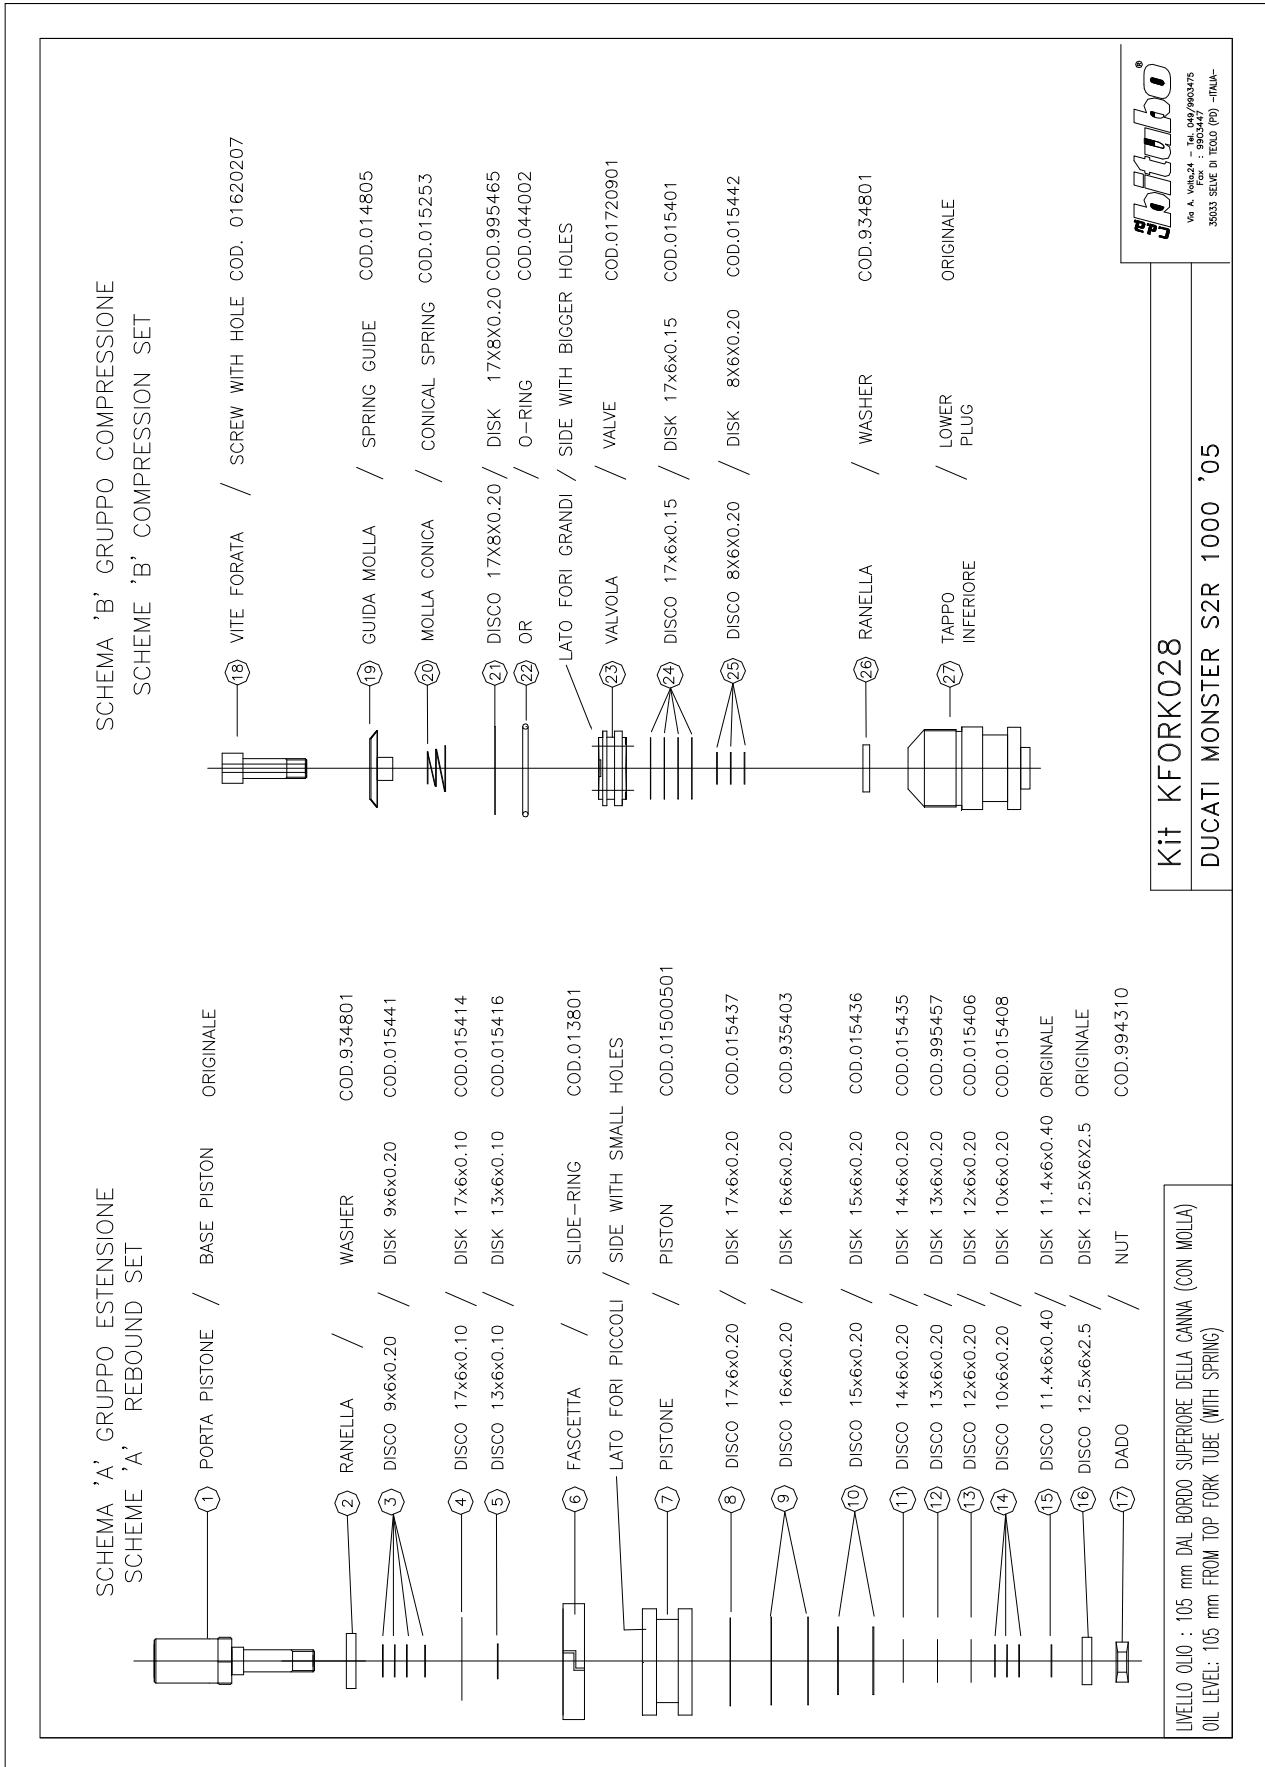 SCHEMA 'A' GRUPPO ESTENSIONE
SCHEME 'A' REBOUND SET
1 PORTA PISTONE / BASE PISTON ORIGINALE
2 RANELLA / WASHER COD.934801
3 DISCO 9x6x0.20 / DISK 9x6x0.20 COD.015441
4 DISCO 17x6x0.10 / DISK 17x6x0.10 COD.015414
5 DISCO 13x6x0.10 / DISK 13x6x0.10 COD.015416
6 FASCETTA / SLIDE-RING COD.013801
LATO FORI PICCOLI / SIDE WITH SMALL HOLES
7 PISTONE / PISTON COD.01500501
8 DISCO 17x6x0.20 / DISK 17x6x0.20 COD.015437
9 DISCO 16x6x0.20 / DISK 16x6x0.20 COD.935403
10 DISCO 15x6x0.20 / DISK 15x6x0.20 COD.015436
11 DISCO 14x6x0.20 / DISK 14x6x0.20 COD.015435
12 DISCO 13x6x0.20 / DISK 13x6x0.20 COD.995457
13 DISCO 12x6x0.20 / DISK 12x6x0.20 COD.015406
14 DISCO 10x6x0.20 / DISK 10x6x0.20 COD.015408
15 DISCO 11.4x6x0.40 / DISK 11.4x6x0.40 ORIGINALE
16 DISCO 12.5x6x2.5 / DISK 12.5X6X2.5 ORIGINALE
17 DADO / NUT COD.994310
LIVELLO OLIO : 105 mm DAL BORDO SUPERIORE DELLA CANNA (CON MOLLA)
OIL LEVEL: 105 mm FROM TOP FORK TUBE (WITH SPRING)
SCHEMA 'B' GRUPPO COMPRESSIONE
SCHEME 'B' COMPRESSION SET
18 VITE FORATA / SCREW WITH HOLE COD. 01620207
19 GUIDA MOLLA / SPRING GUIDE COD.014805
20 MOLLA CONICA / CONICAL SPRING COD.015253
21 DISCO 17X8X0.20 / DISK 17X8X0.20 COD.995465
22 OR / O-RING COD.044002
LATO FORI GRANDI / SIDE WITH BIGGER HOLES
23 VALVOLA / VALVE COD.01720901
24 DISCO 17x6x0.15 / DISK 17x6x0.15 COD.015401
25 DISCO 8X6X0.20 / DISK 8X6X0.20 COD.015442
26 RANELLA / WASHER COD.934801
27 TAPPO / LOWER ORIGINALE
INFERIORE PLUG
Kit KFORK028
DUCATI MONSTER S2R 1000 '05
bitubo ®
Via A. Volta,24 - Tel. 049/9903475
Fax : 9903447
35033 SELVE DI TEOLO (PD) -ITALIA-